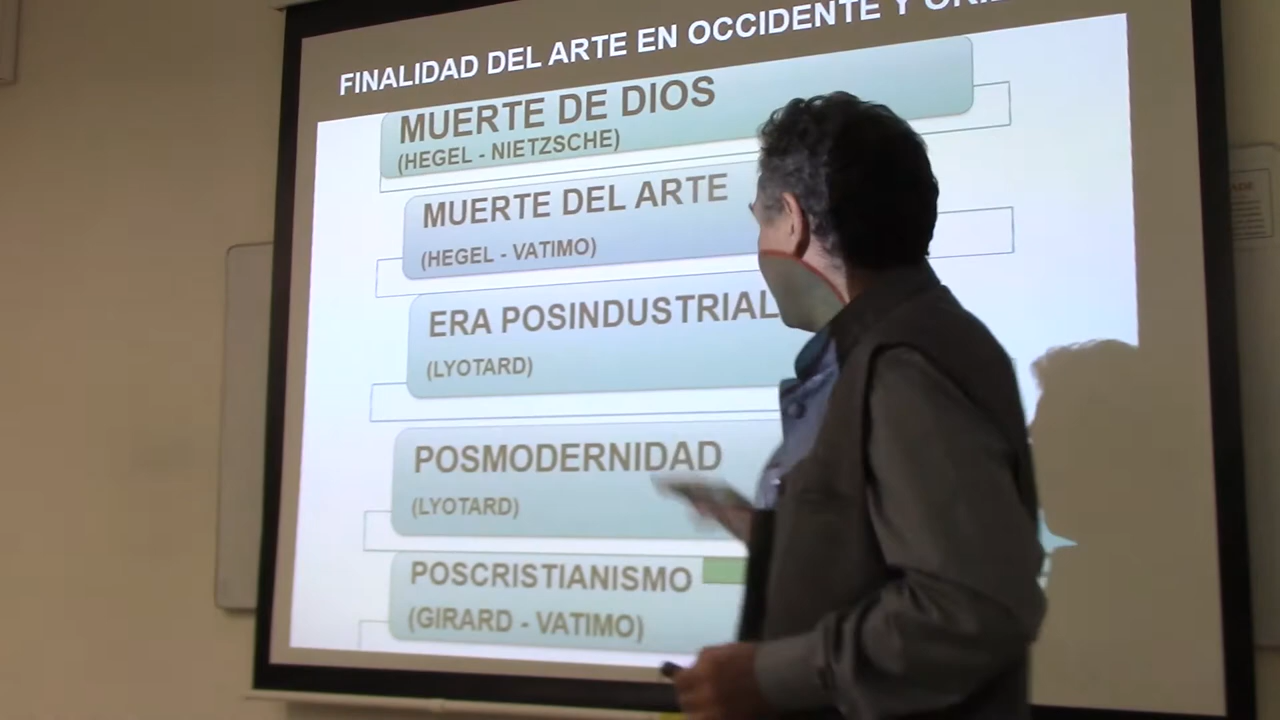 FINALIDAD DEL ARTE EN OCCIDENTE Y
MUERTE DE DIOS
(HEGEL - NIETZSCHE)
MUERTE DEL ARTE
(HEGEL - VATIMO)
ERA POSINDUSTRIAL
(LYOTARD)
POSMODERNIDAD
(LYOTARD)
POSCRISTIANISMO
(GIRARD - VATIMO)